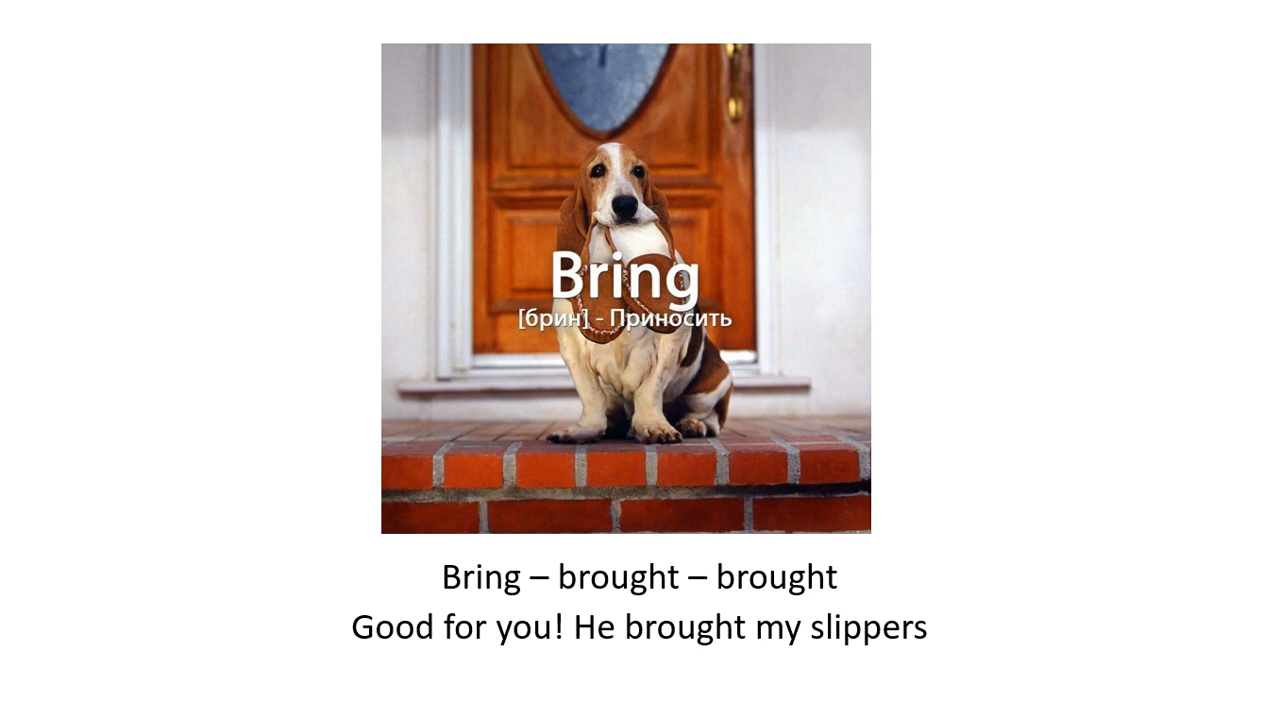 Bring
[брин] - Приносить
Bring – brought – brought
Good for you! He brought my slippers